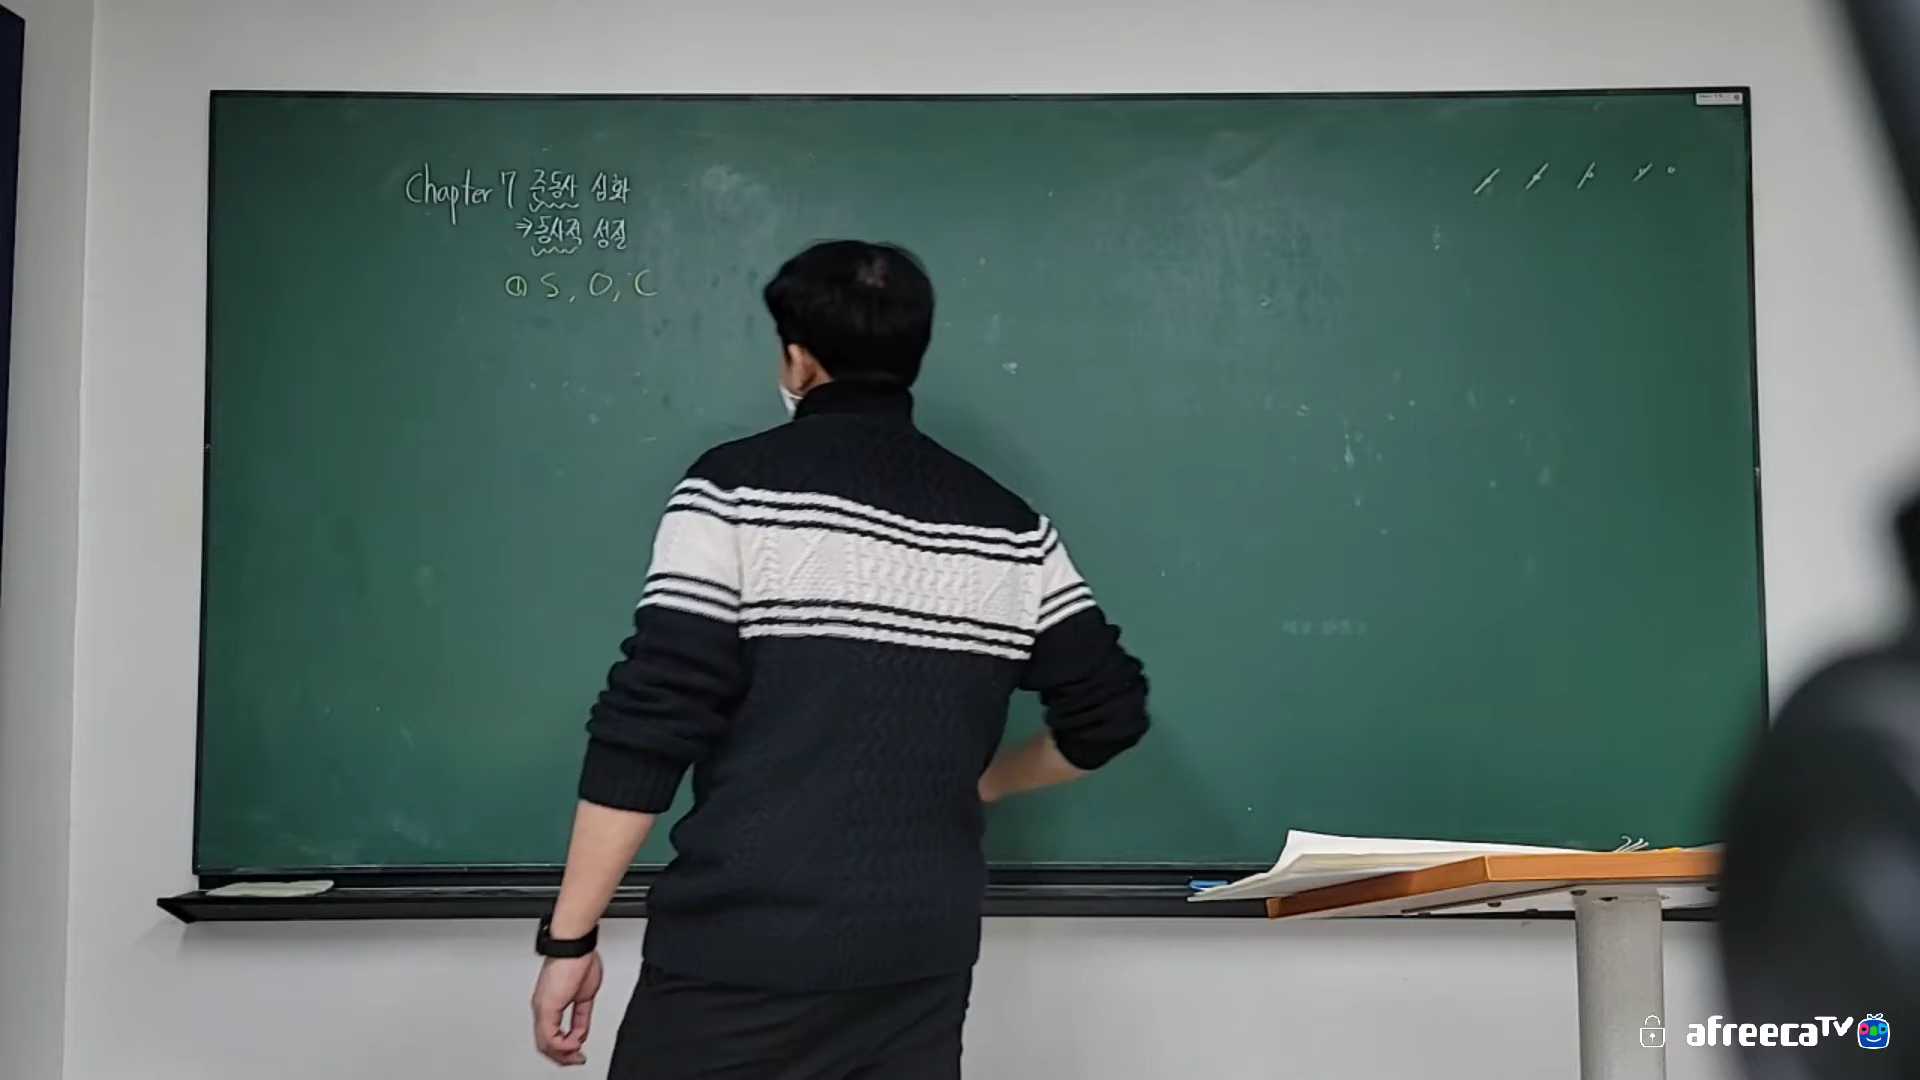 Chapter 7 준동사 심화
⇒동사적 성질
① S, O, C
afreecaTV